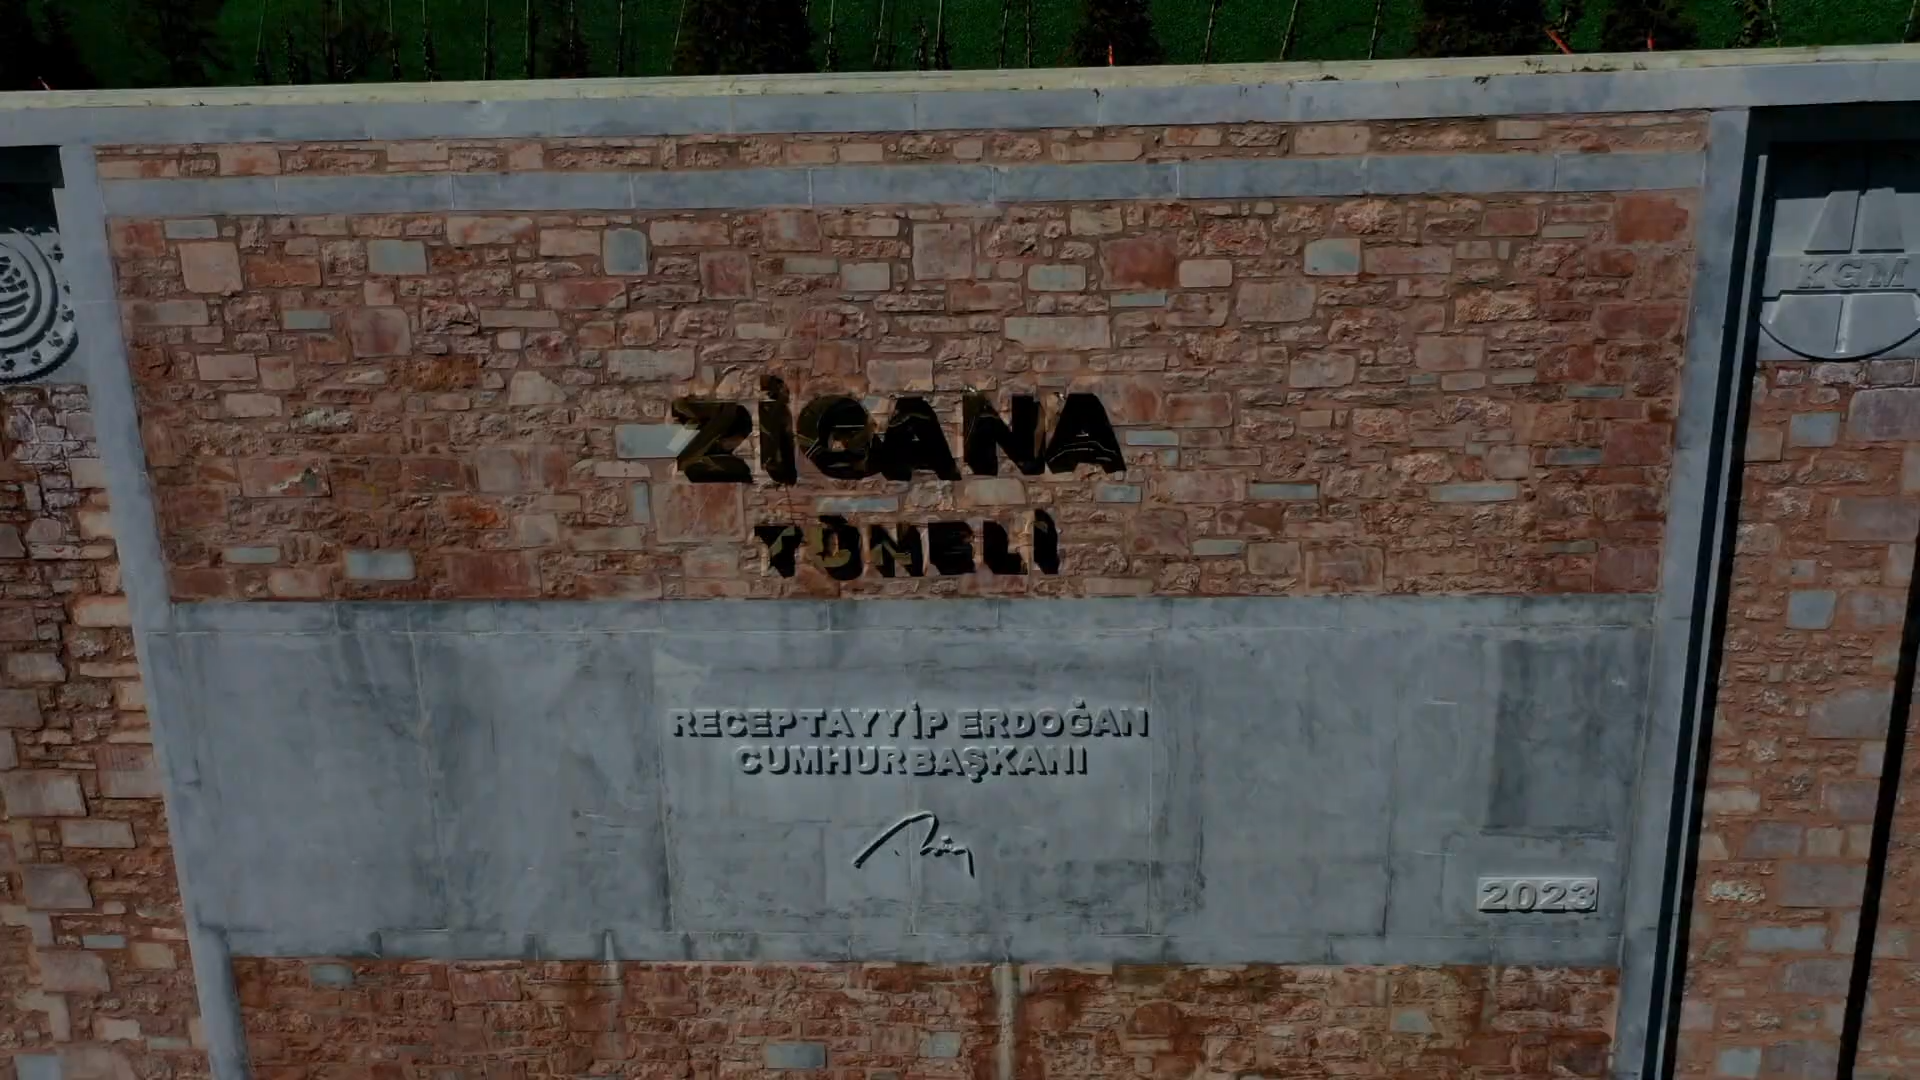 ZİGANA
TÜNELİ
RECEP TAYYİP ERDOĞAN
CUMHURBAŞKANI
2023
KGM